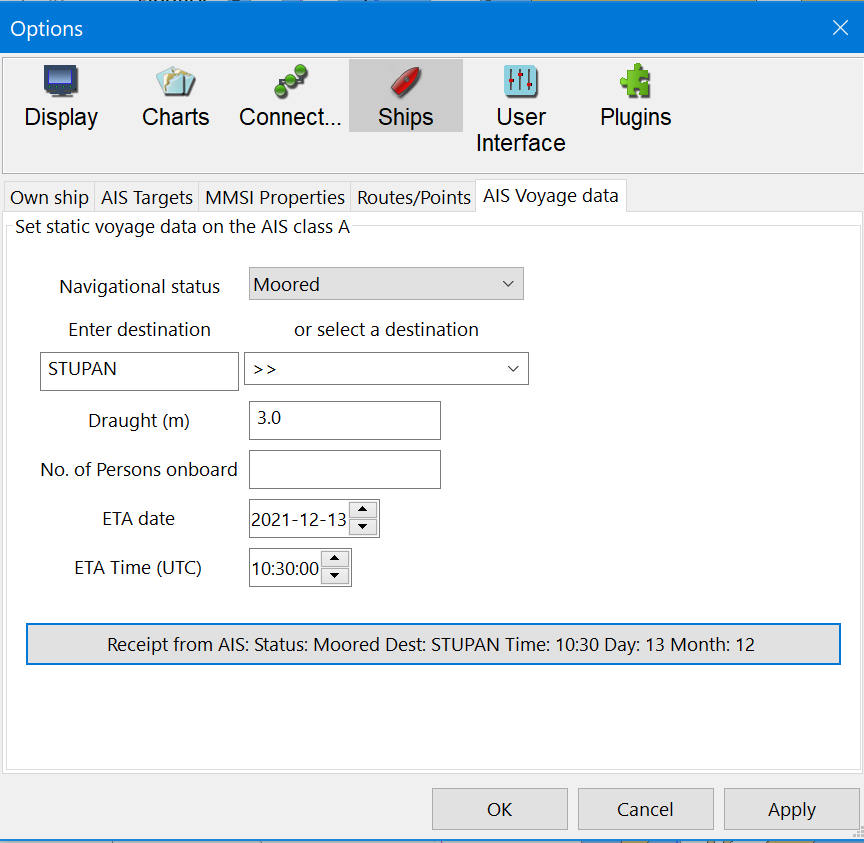 Options
Display
Charts
Connect...
Ships
User
Interface
Plugins
Own ship
AIS Targets
MMSI Properties
Routes/Points
AIS Voyage data
Set static voyage data on the AIS class A
Navigational status
Moored
Enter destination
or select a destination
STUPAN
>>
Draught (m)
3.0
No. of Persons onboard
ETA date
2021-12-13
ETA Time (UTC)
10:30:00
Receipt from AIS: Status: Moored Dest: STUPAN Time: 10:30 Day: 13 Month: 12
OK
Cancel
Apply